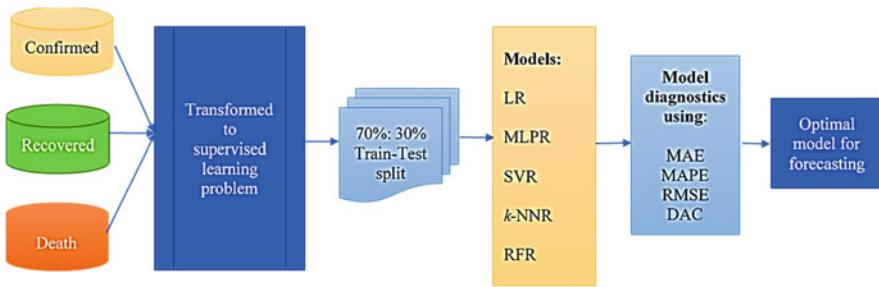 Confirmed
Recovered
Death
Transformed
to
supervised
learning
problem
70%: 30%
Train-Test
split
Models:
LR
MLPR
SVR
k-NNR
RFR
Model
diagnostics
using:
MAE
MAPE
RMSE
DAC
Optimal
model for
forecasting